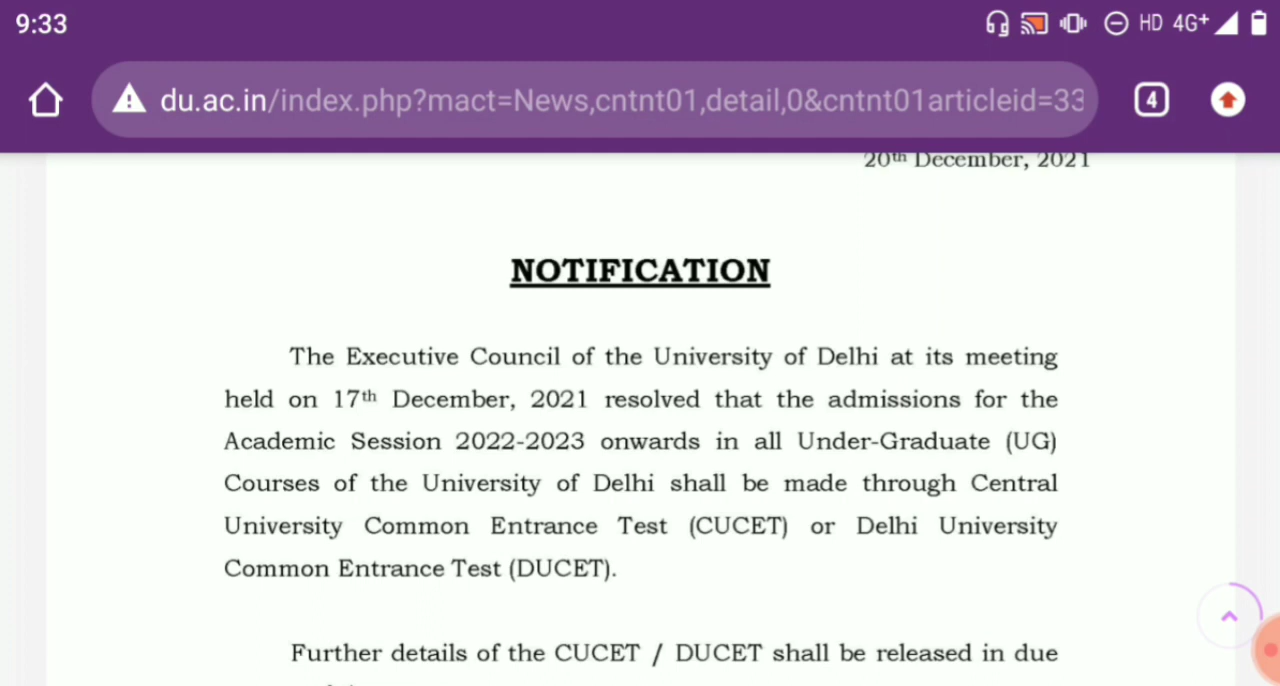 9:33
HD 4G+
du.ac.in/index.php?mact=News,cntnt01,detail,0&cntnt01articleid=33
4
20th December, 2021
NOTIFICATION
The Executive Council of the University of Delhi at its meeting
held on 17th December, 2021 resolved that the admissions for the
Academic Session 2022-2023 onwards in all Under-Graduate (UG)
Courses of the University of Delhi shall be made through Central
University Common Entrance Test (CUCET) or Delhi University
Common Entrance Test (DUCET).
Further details of the CUCET / DUCET shall be released in due